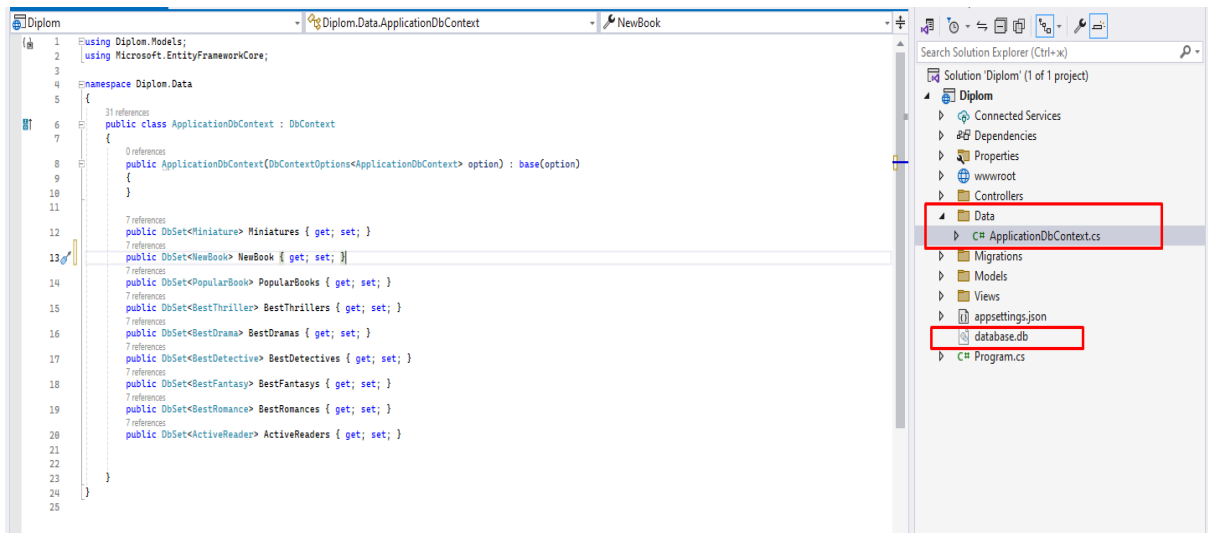 Diplom
Diplom.Data.ApplicationDbContext
NewBook
1 using Diplom.Models;
2 using Microsoft.EntityFrameworkCore;
3
4 namespace Diplom.Data
5 {
31 references
6 public class ApplicationDbContext : DbContext
7 {
0 references
8 public ApplicationDbContext(DbContextOptions<ApplicationDbContext> option) : base(option)
9 {
10 }
11
7 references
12 public DbSet<Miniature> Miniatures { get; set; }
7 references
13 public DbSet<NewBook> NewBook { get; set; }
7 references
14 public DbSet<PopularBook> PopularBooks { get; set; }
7 references
15 public DbSet<BestThriller> BestThrillers { get; set; }
7 references
16 public DbSet<BestDrama> BestDramas { get; set; }
7 references
17 public DbSet<BestDetective> BestDetectives { get; set; }
7 references
18 public DbSet<BestFantasy> BestFantasys { get; set; }
7 references
19 public DbSet<BestRomance> BestRomances { get; set; }
7 references
20 public DbSet<ActiveReader> ActiveReaders { get; set; }
21
22
23 }
24 }
25
Search Solution Explorer (Ctrl+ж)
Solution 'Diplom' (1 of 1 project)
Diplom
Connected Services
Dependencies
Properties
wwwroot
Controllers
Data
C# ApplicationDbContext.cs
Migrations
Models
Views
appsettings.json
database.db
C# Program.cs